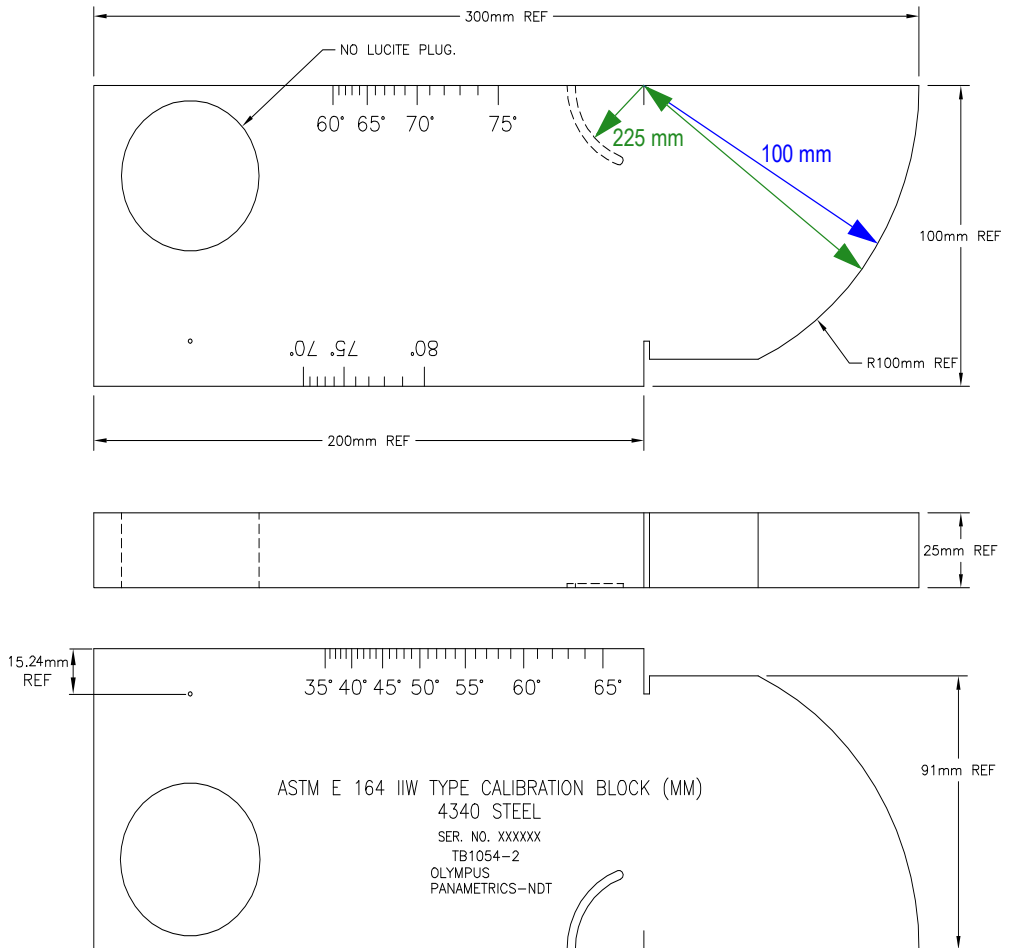 300mm REF
NO LUCITE PLUG.
60° 65° 70° 75°
225 mm
100 mm
100mm REF
70° 75° 80°
R100mm REF
200mm REF
25mm REF
15.24mm
REF
35° 40° 45° 50° 55° 60° 65°
91mm REF
ASTM E 164 IIW TYPE CALIBRATION BLOCK (MM)
4340 STEEL
SER. NO. XXXXXX
TB1054-2
OLYMPUS
PANAMETRICS-NDT